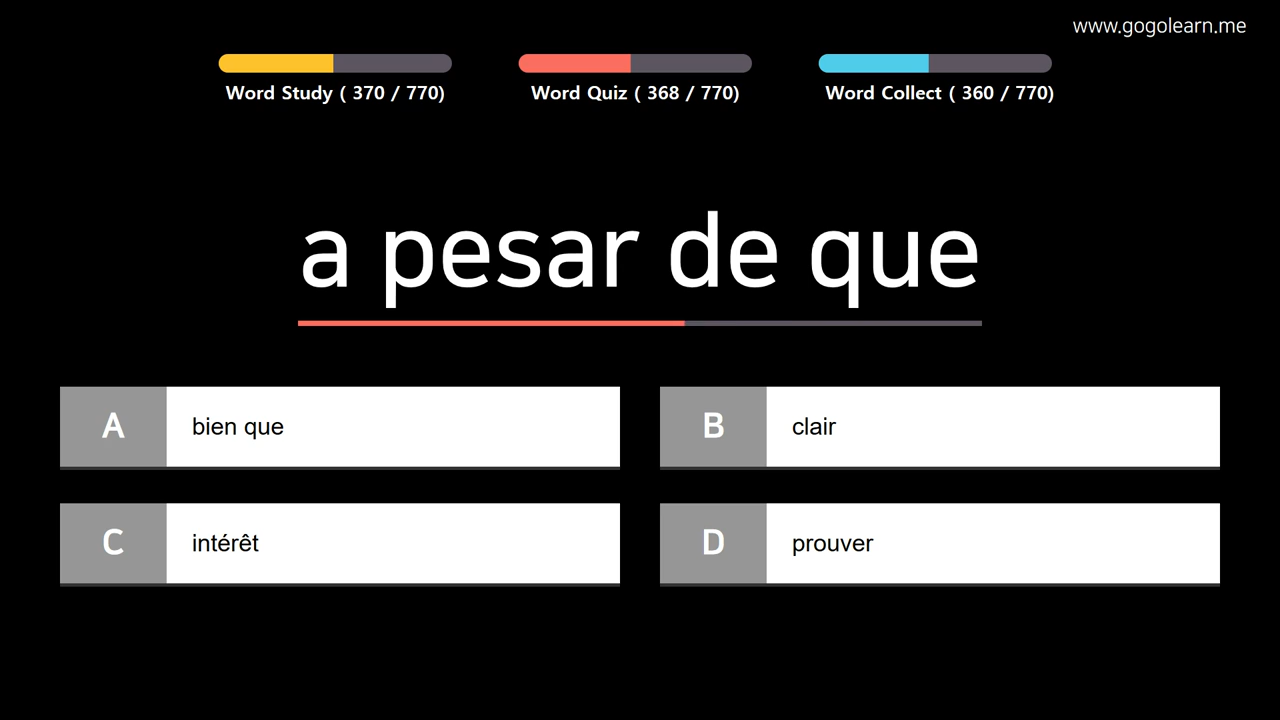 www.gogolearn.me
Word Study ( 370 / 770)
Word Quiz ( 368 / 770)
Word Collect ( 360 / 770)
a pesar de que
A bien que
B clair
C intérêt
D prouver